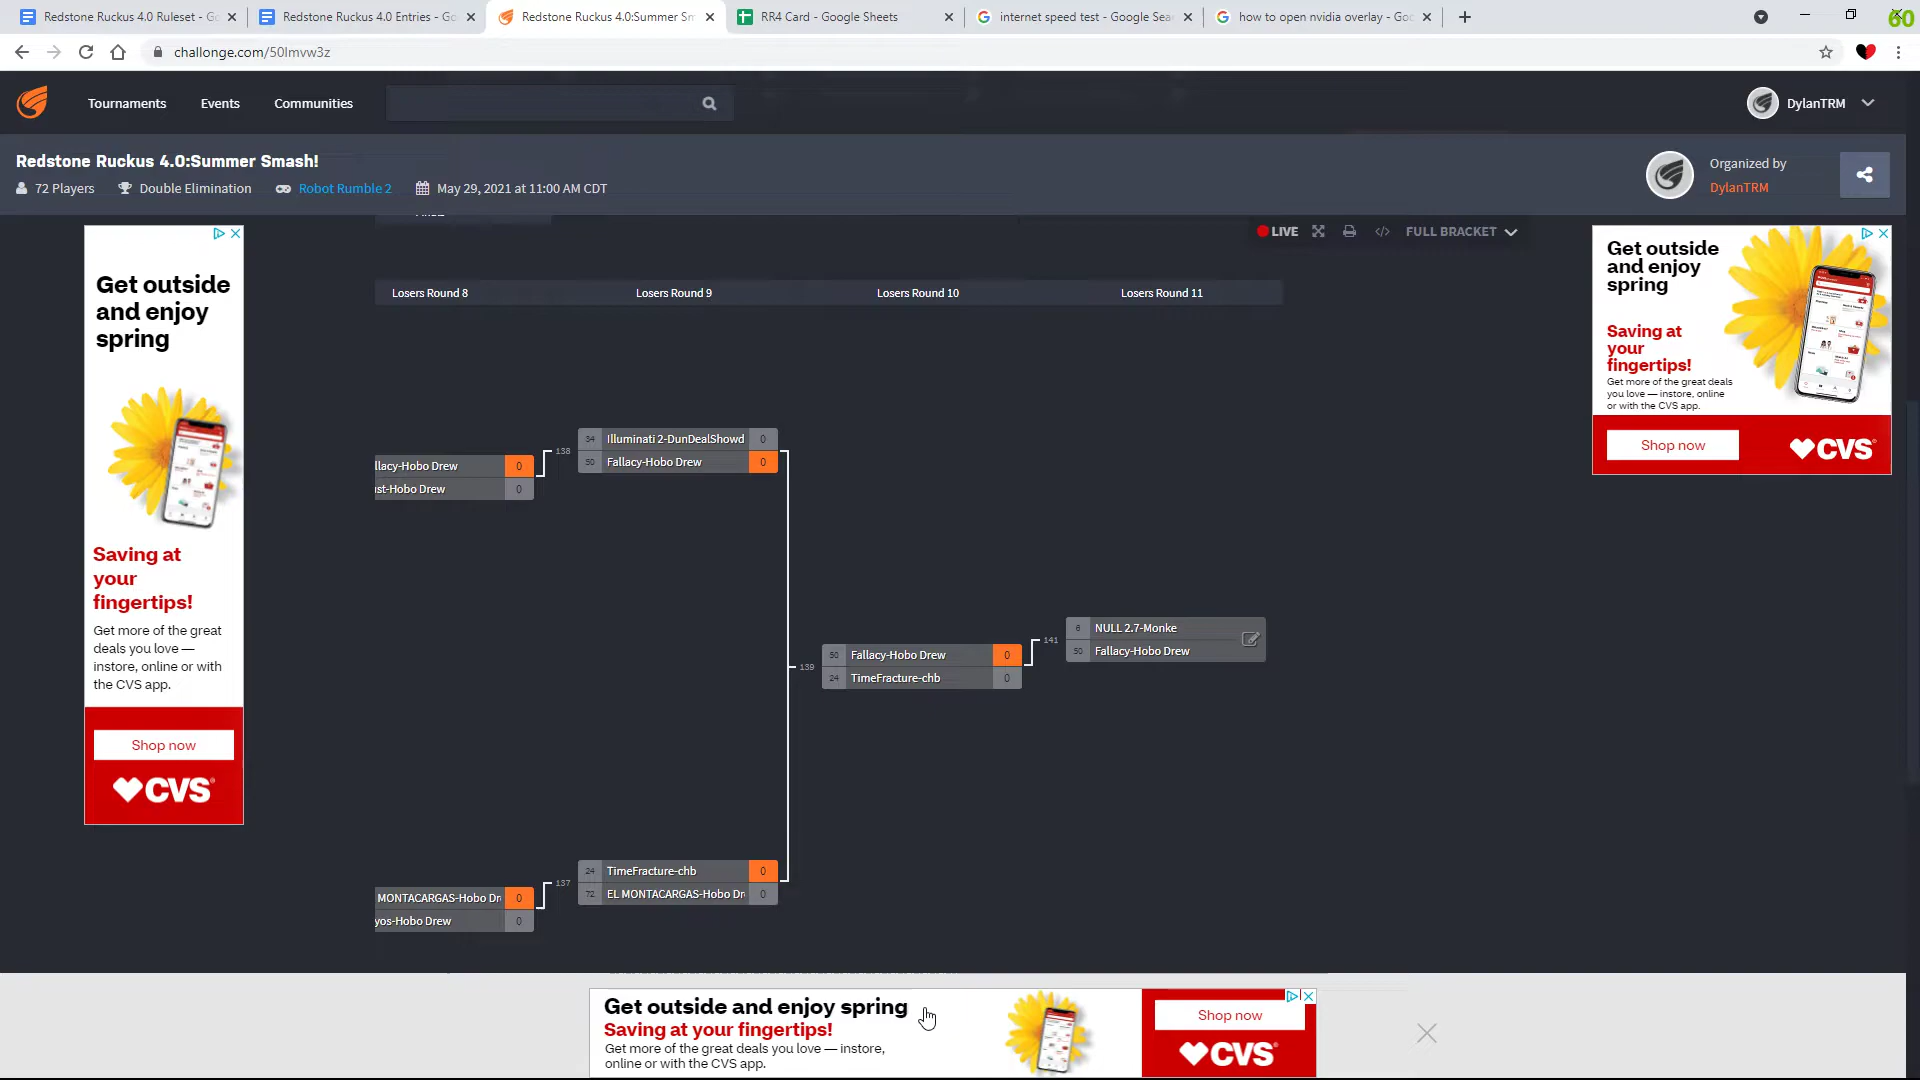 Redstone Ruckus 4.0 Ruleset - Go
Redstone Ruckus 4.0 Entries - Go
Redstone Ruckus 4.0:Summer Sm
RR4 Card - Google Sheets
internet speed test - Google Sea
how to open nvidia overlay - Goo
60
challonge.com/50lmvw3z
Tournaments
Events
Communities
DylanTRM
Redstone Ruckus 4.0:Summer Smash!
72 Players
Double Elimination
Robot Rumble 2
May 29, 2021 at 11:00 AM CDT
Organized by
DylanTRM
LIVE
FULL BRACKET
Losers Round 8
Losers Round 9
Losers Round 10
Losers Round 11
Get outside
and enjoy
spring
Saving at
your
fingertips!
Get more of the great
deals you love —
instore, online or with
the CVS app.
Shop now
CVS
llacy-Hobo Drew 0
ıst-Hobo Drew 0
138
54 Illuminati 2-DunDealShowd 0
50 Fallacy-Hobo Drew 0
MONTACARGAS-Hobo Dr 0
yos-Hobo Drew 0
137
24 TimeFracture-chb 0
72 EL MONTACARGAS-Hobo Dr 0
139
50 Fallacy-Hobo Drew 0
24 TimeFracture-chb 0
141
6 NULL 2.7-Monke
50 Fallacy-Hobo Drew
Get outside
and enjoy
spring
Saving at
your
fingertips!
Get more of the great deals
you love — instore, online
or with the CVS app.
Shop now
CVS
Get outside and enjoy spring
Saving at your fingertips!
Get more of the great deals you love — instore,
online or with the CVS app.
Shop now
CVS